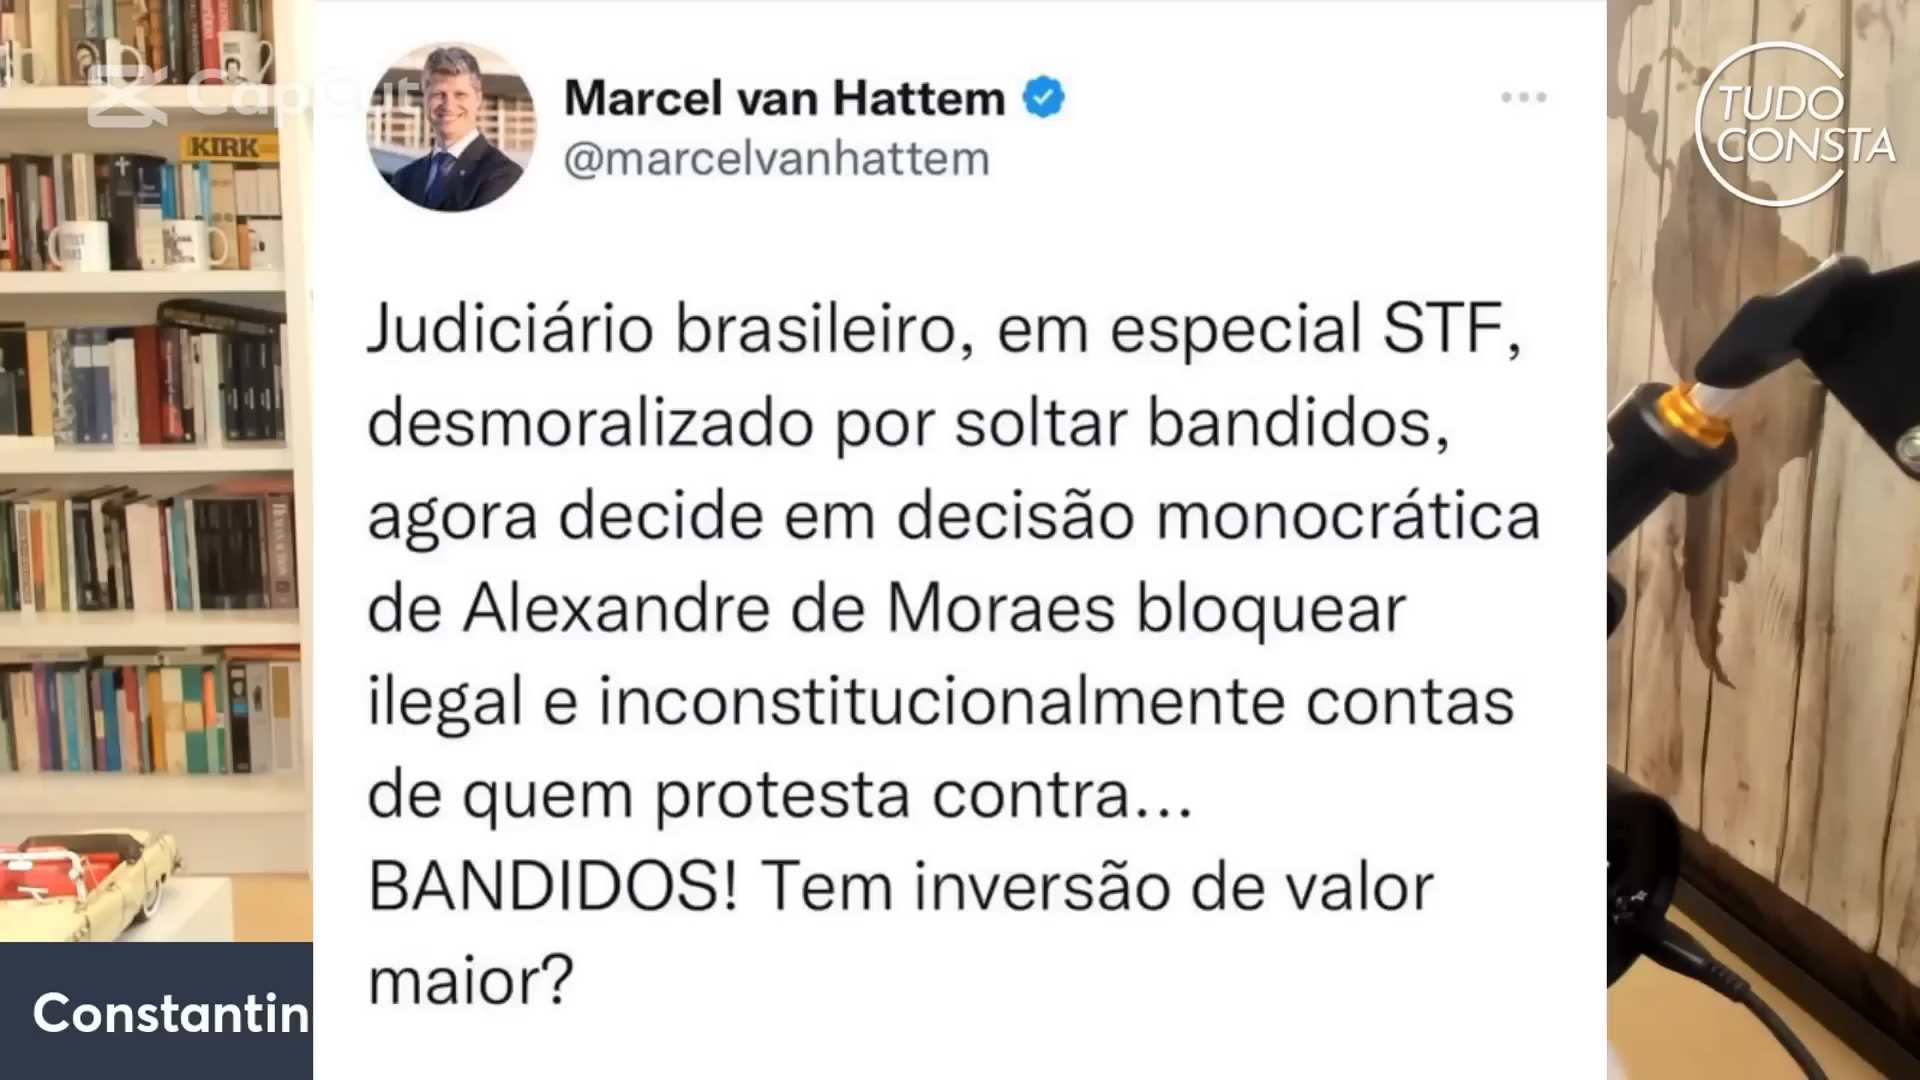 CapCut
KIRK
Marcel van Hattem
@marcelvanhattem
Judiciário brasileiro, em especial STF,
desmoralizado por soltar bandidos,
agora decide em decisão monocrática
de Alexandre de Moraes bloquear
ilegal e inconstitucionalmente contas
de quem protesta contra...
BANDIDOS! Tem inversão de valor
maior?
TUDO
CONSTA
Constantin